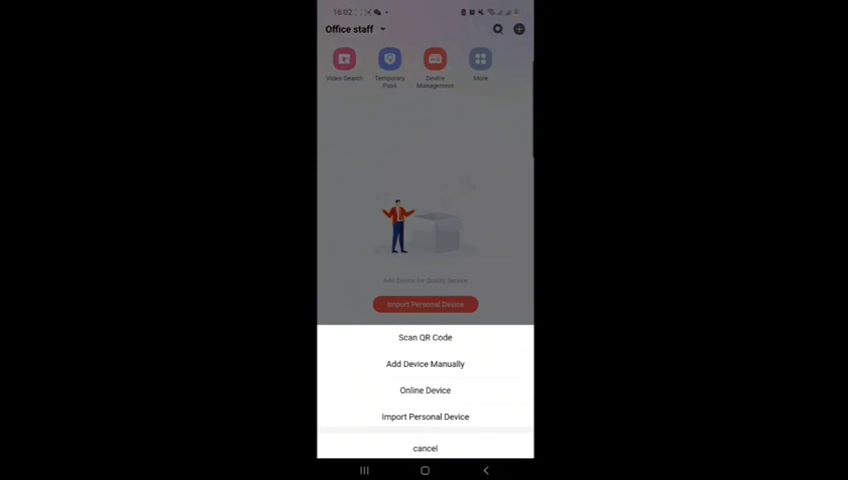 16:02
Office staff
Video Search
Temporary Pass
Device Management
More
Add Device for Quality Service
Import Personal Device
Scan QR Code
Add Device Manually
Online Device
Import Personal Device
cancel